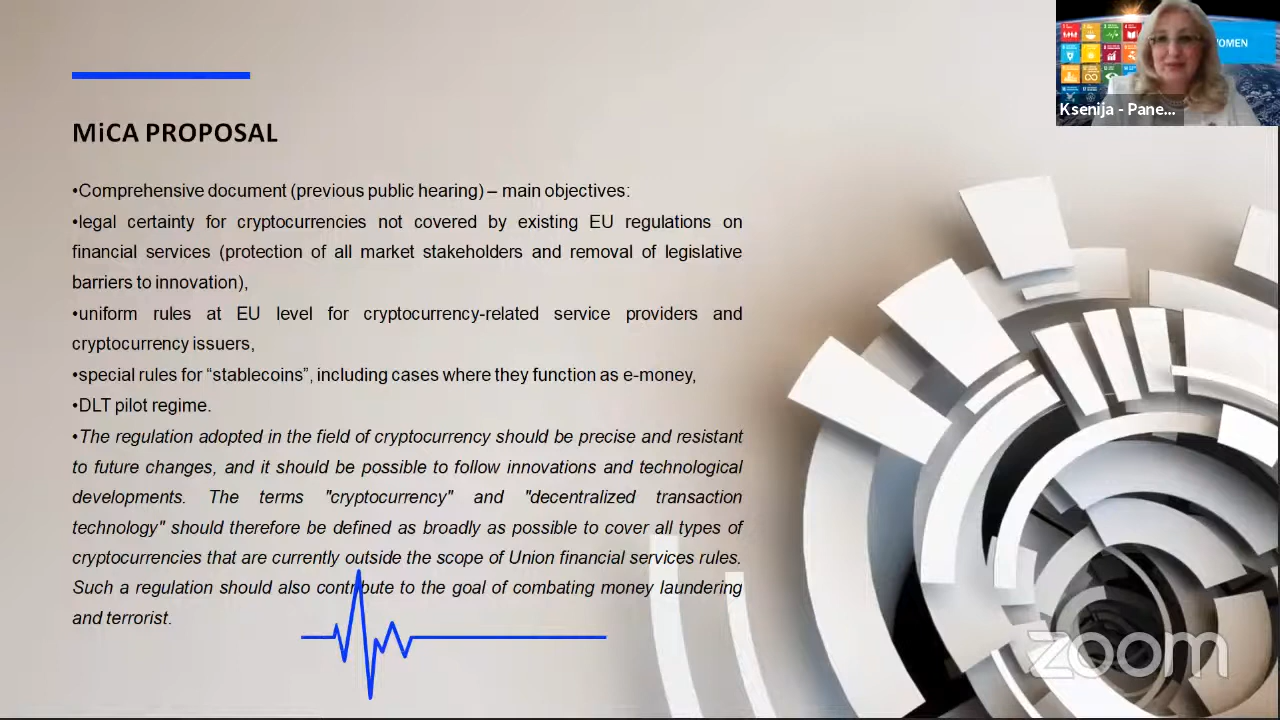 WOMEN
Ksenija - Pane...
MiCA PROPOSAL
•Comprehensive document (previous public hearing) – main objectives:
•legal certainty for cryptocurrencies not covered by existing EU regulations on
financial services (protection of all market stakeholders and removal of legislative
barriers to innovation),
•uniform rules at EU level for cryptocurrency-related service providers and
cryptocurrency issuers,
•special rules for “stablecoins”, including cases where they function as e-money,
•DLT pilot regime.
•The regulation adopted in the field of cryptocurrency should be precise and resistant
to future changes, and it should be possible to follow innovations and technological
developments. The terms "cryptocurrency" and "decentralized transaction
technology" should therefore be defined as broadly as possible to cover all types of
cryptocurrencies that are currently outside the scope of Union financial services rules.
Such a regulation should also contribute to the goal of combating money laundering
and terrorist.
zoom